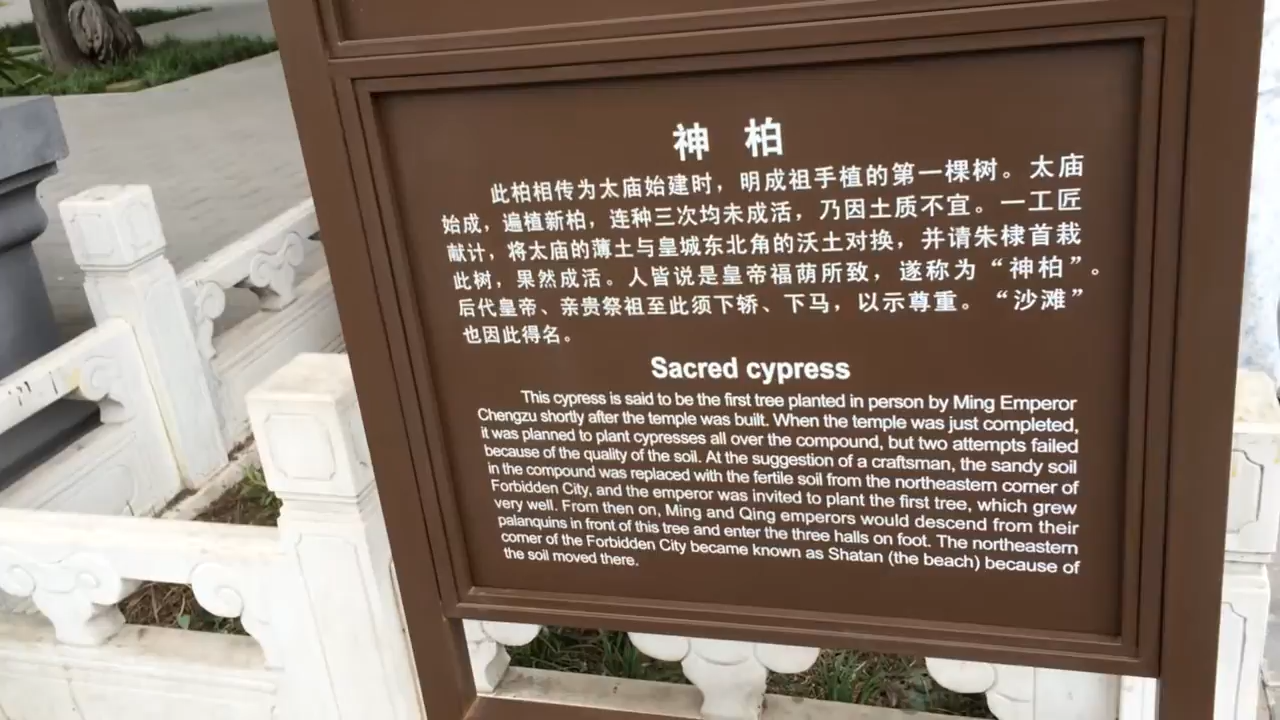 神 柏
此柏相传为太庙始建时，明成祖手植的第一棵树。太庙
始成，遍植新柏，连种三次均未成活，乃因土质不宜。一工匠
献计，将太庙的薄土与皇城东北角的沃土对换，并请朱棣首栽
此树，果然成活。人皆说是皇帝福荫所致，遂称为“神柏”。
后代皇帝、亲贵祭祖至此须下轿、下马，以示尊重。“沙滩”
也因此得名。
Sacred cypress
This cypress is said to be the first tree planted in person by Ming Emperor
Chengzu shortly after the temple was built. When the temple was just completed,
it was planned to plant cypresses all over the compound, but two attempts failed
because of the quality of the soil. At the suggestion of a craftsman, the sandy soil
in the compound was replaced with the fertile soil from the northeastern corner of
Forbidden City, and the emperor was invited to plant the first tree, which grew
very well. From then on, Ming and Qing emperors would descend from their
palanquins in front of this tree and enter the three halls on foot. The northeastern
corner of the Forbidden City became known as Shatan (the beach) because of
the soil moved there.